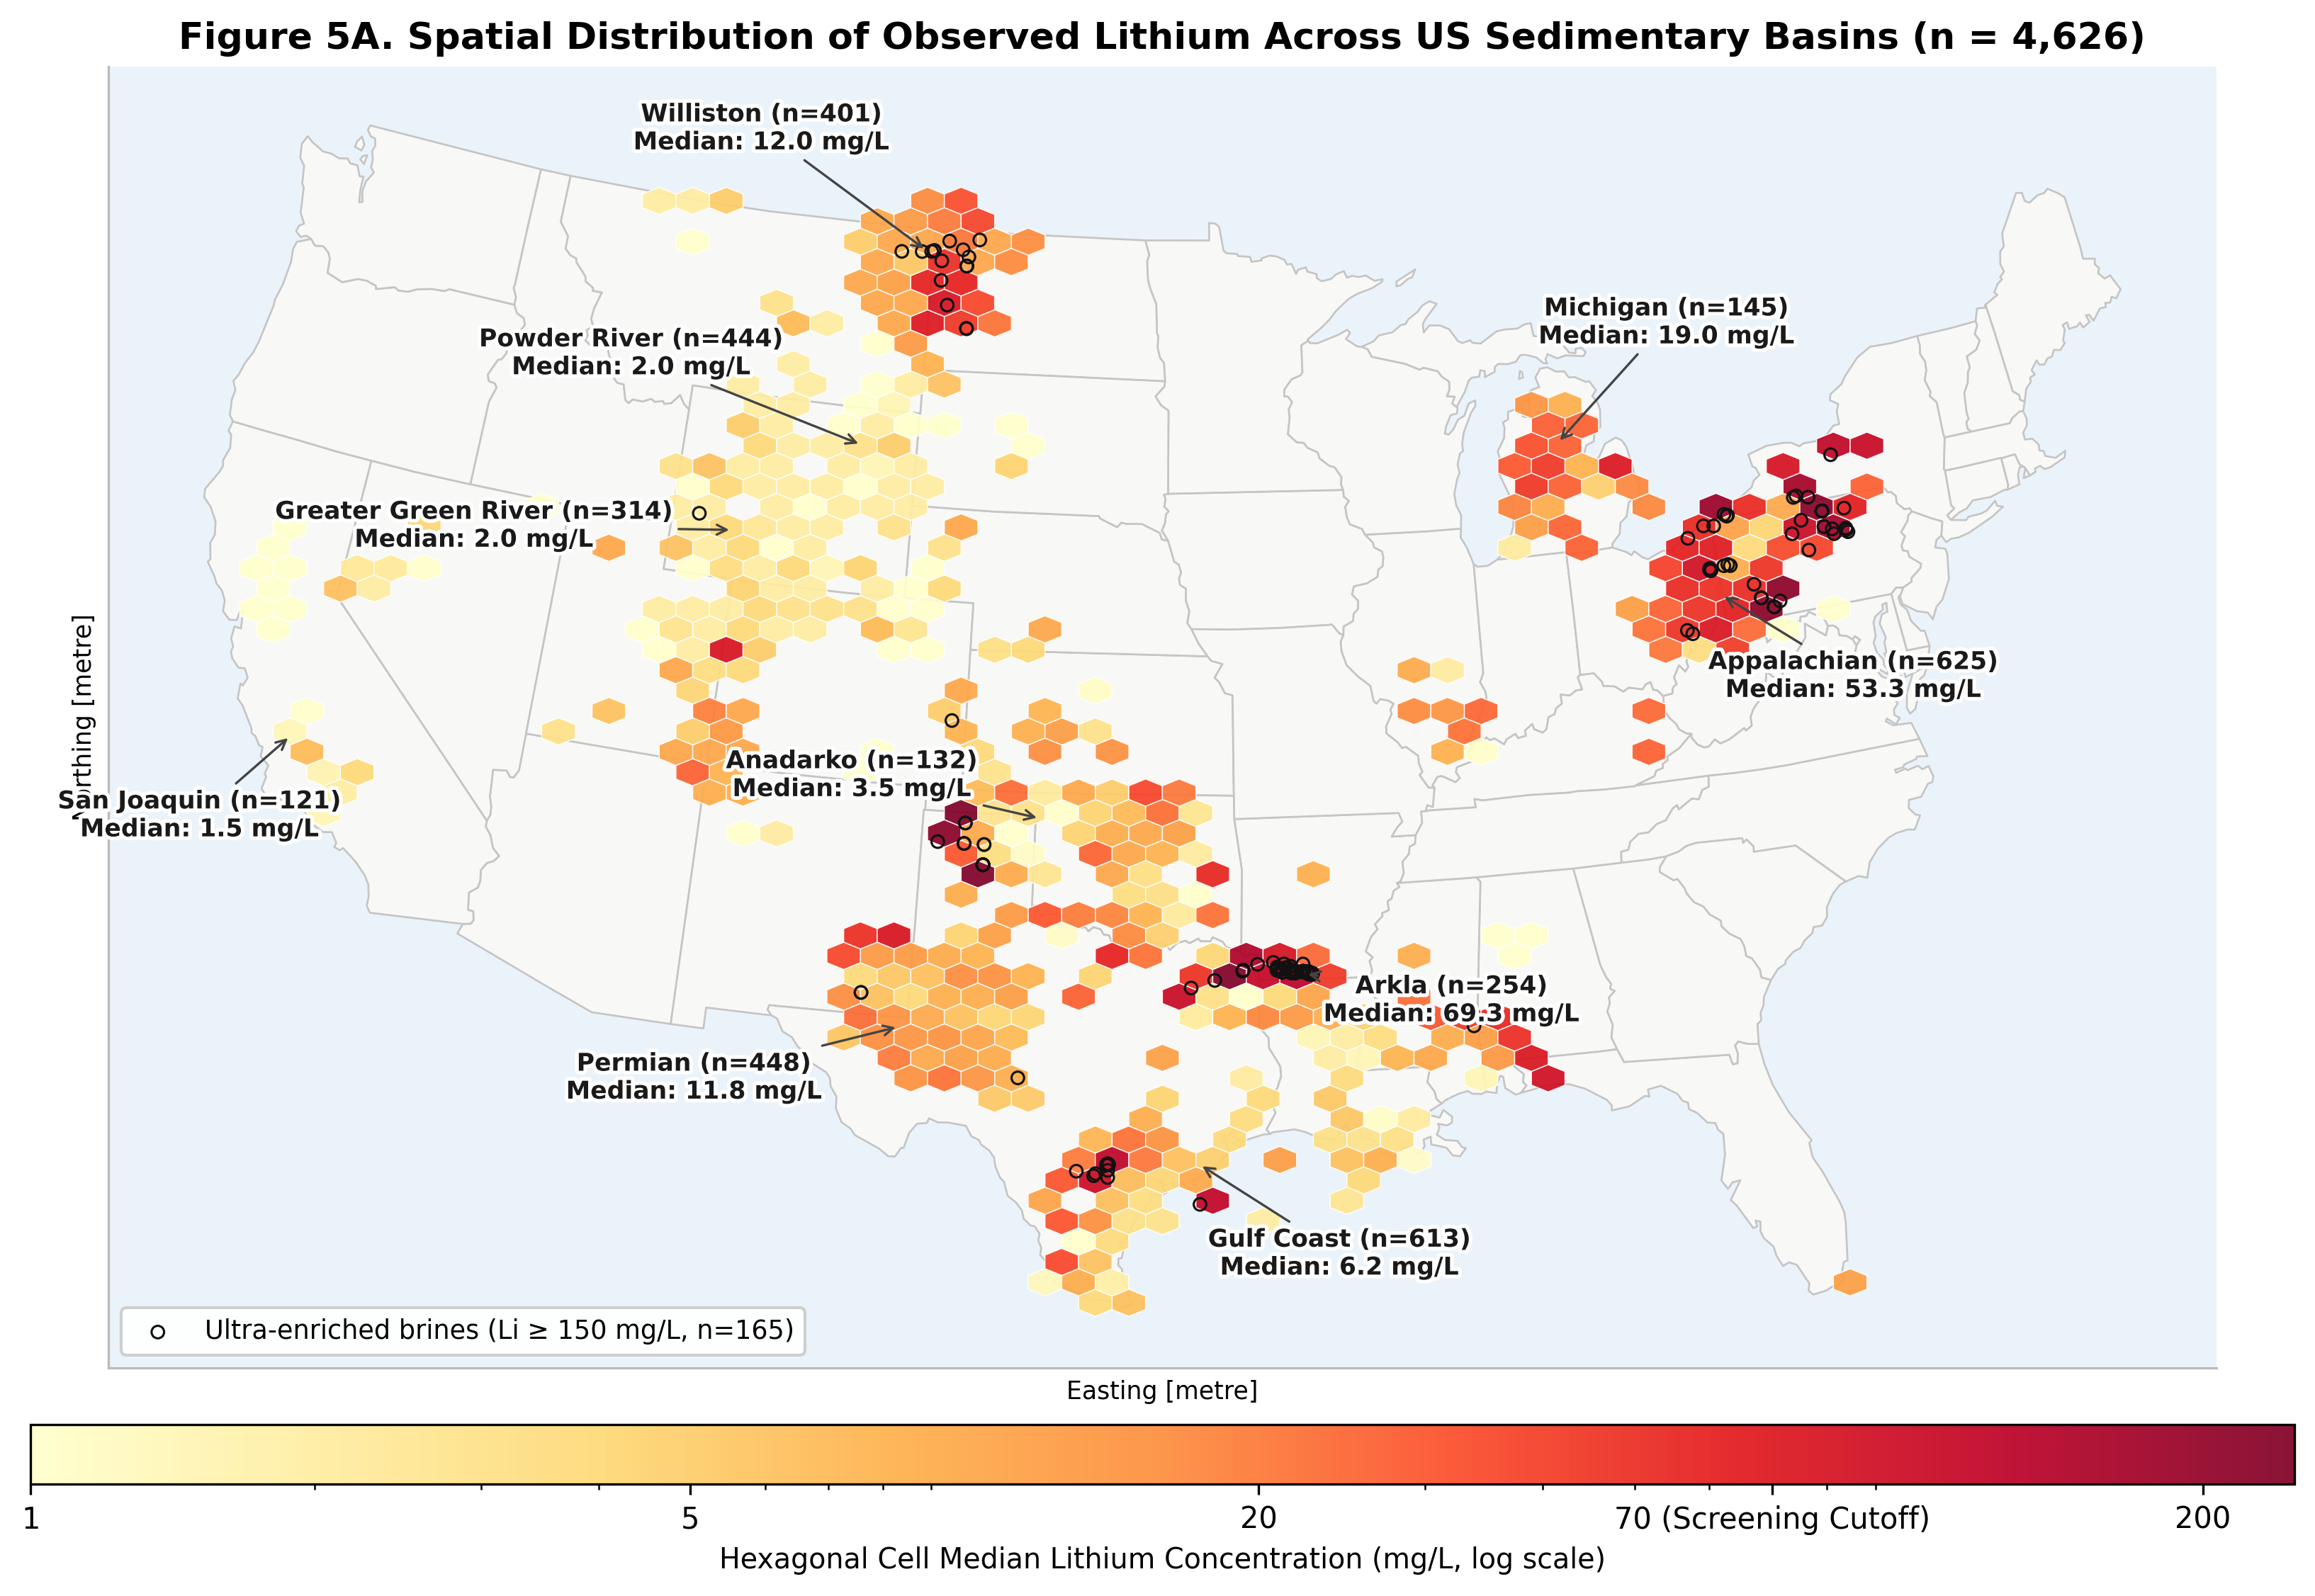 Figure 5A. Spatial Distribution of Observed Lithium Across US Sedimentary Basins (n = 4,626)
Williston (n=401)
Median: 12.0 mg/L
Michigan (n=145)
Median: 19.0 mg/L
Powder River (n=444)
Median: 2.0 mg/L
Greater Green River (n=314)
Median: 2.0 mg/L
Appalachian (n=625)
Median: 53.3 mg/L
Northing [metre]
Anadarko (n=132)
Median: 3.5 mg/L
San Joaquin (n=121)
Median: 1.5 mg/L
Arkla (n=254)
Median: 69.3 mg/L
Permian (n=448)
Median: 11.8 mg/L
Gulf Coast (n=613)
Median: 6.2 mg/L
Ultra-enriched brines (Li ≥ 150 mg/L, n=165)
Easting [metre]
1 5 20 70 (Screening Cutoff) 200
Hexagonal Cell Median Lithium Concentration (mg/L, log scale)